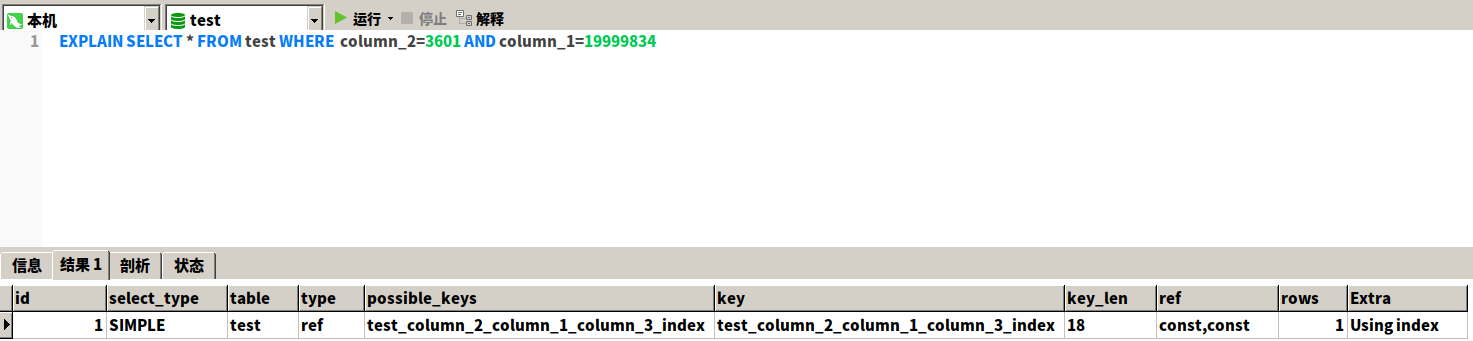 本机 test 运行 停止 解释
1 EXPLAIN SELECT * FROM test WHERE column_2=3601 AND column_1=19999834
信息 结果 1 剖析 状态
id select_type table type possible_keys key key_len ref rows Extra
1 SIMPLE test ref test_column_2_column_1_column_3_index test_column_2_column_1_column_3_index 18 const,const 1 Using index